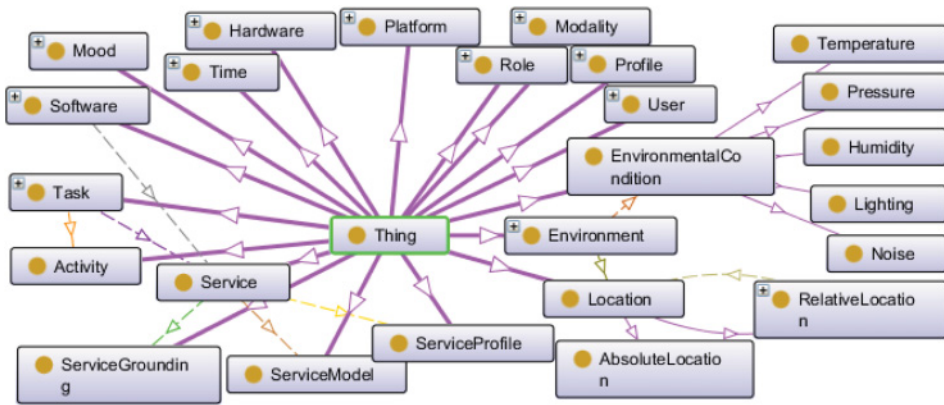 Hardware
Platform
Modality
Mood
Temperature
Time
Role
Profile
Software
User
Pressure
EnvironmentalCo
ndition
Humidity
Task
Lighting
Thing
Environment
Noise
Activity
Service
Location
RelativeLocatio
n
ServiceProfile
ServiceGroundin
g
ServiceModel
AbsoluteLocatio
n